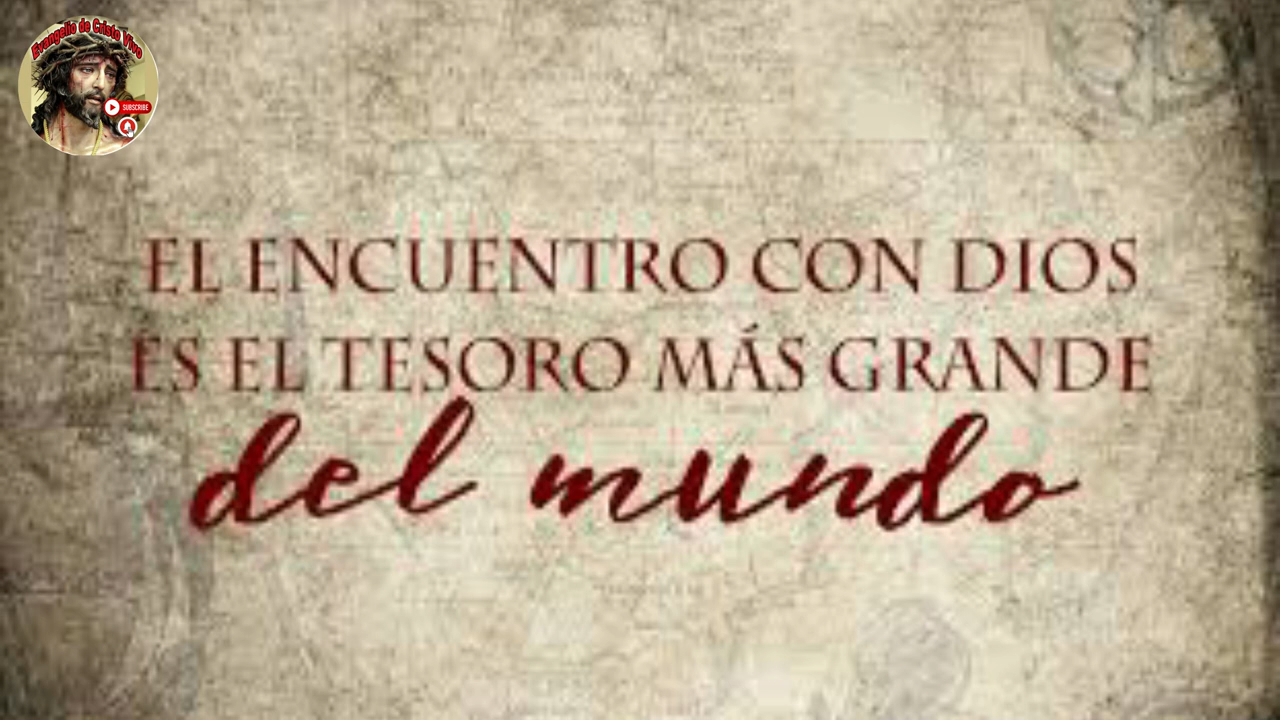 Evangelio de Cristo Vivo
SUBSCRIBE
EL ENCUENTRO CON DIOS
ES EL TESORO MÁS GRANDE
del mundo